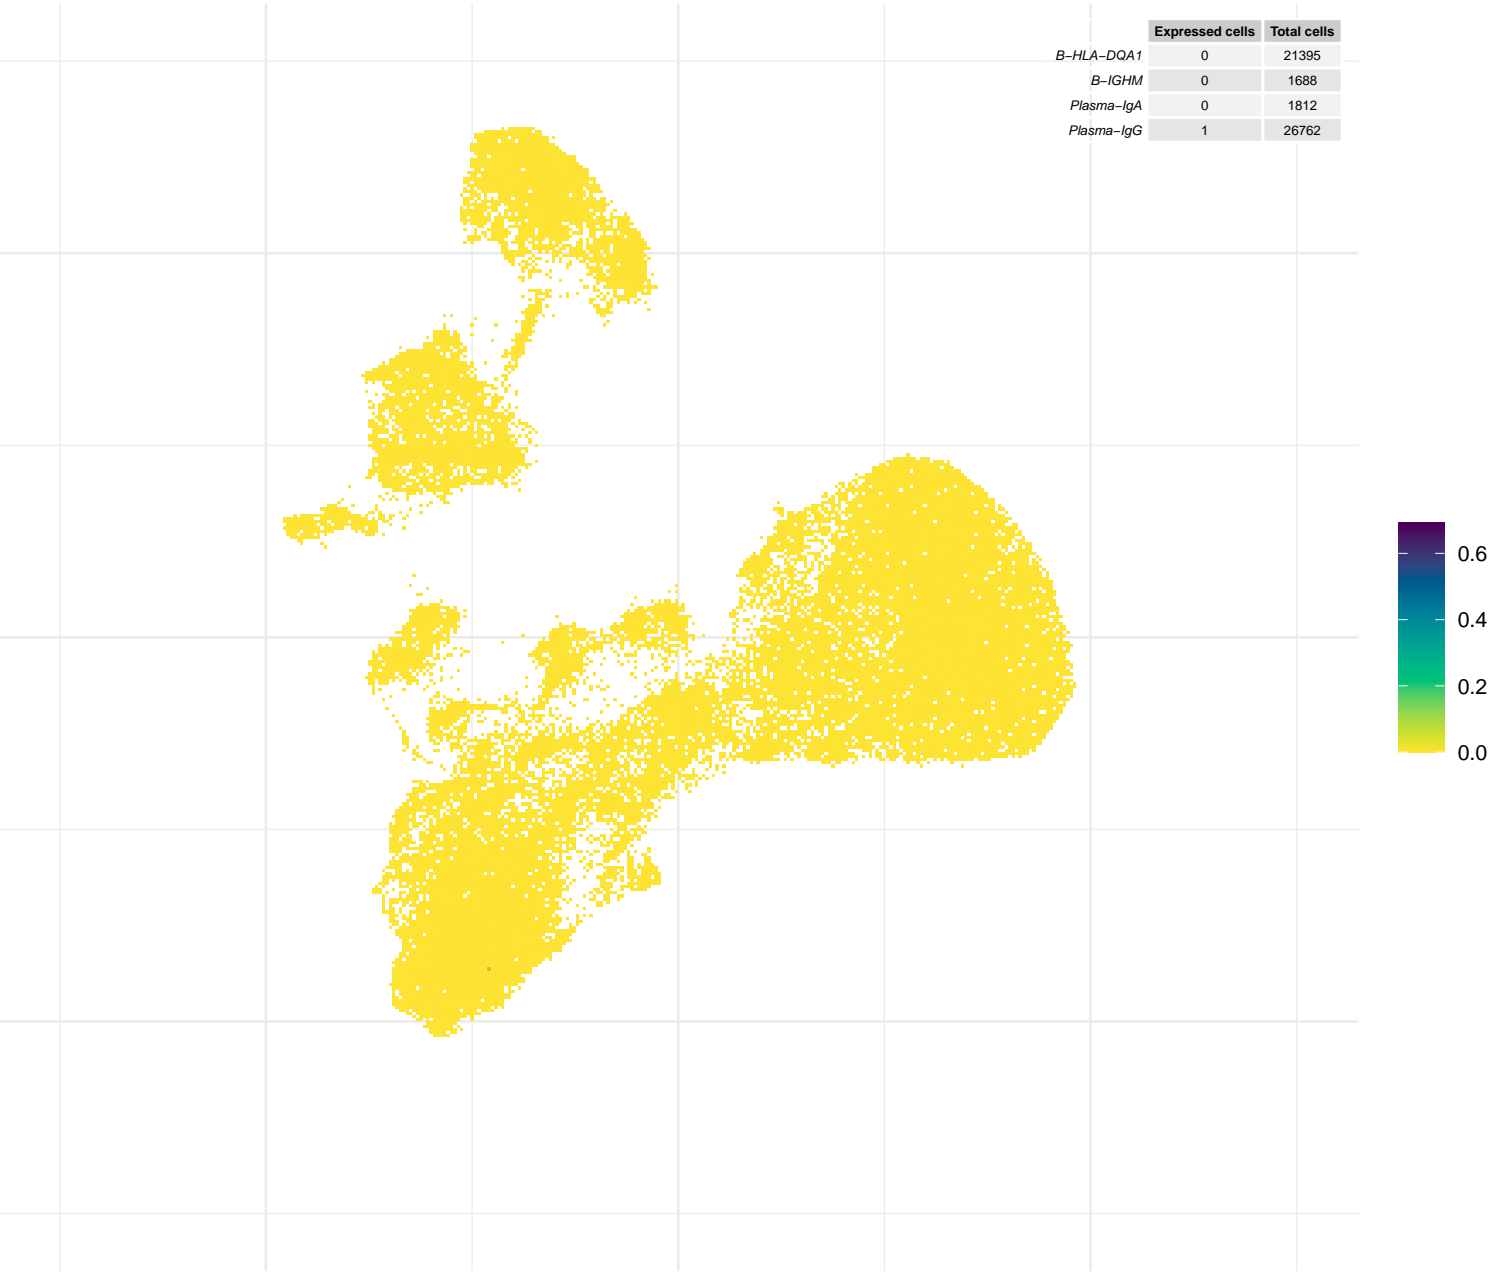 Expressed cells Total cells
B−HLA−DQA1 0 21395
B−IGHM 0 1688
Plasma−IgA 0 1812
Plasma−IgG 1 26762
0.6
0.4
0.2
0.0